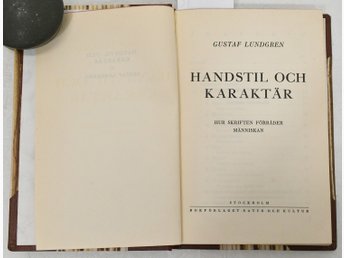 GUSTAF LUNDGREN
HANDSTIL OCH
KARAKTÄR
HUR SKRIFTEN FÖRRÅDER
MÄNNISKAN
STOCKHOLM
BOKFÖRLAGET NATUR OCH KULTUR